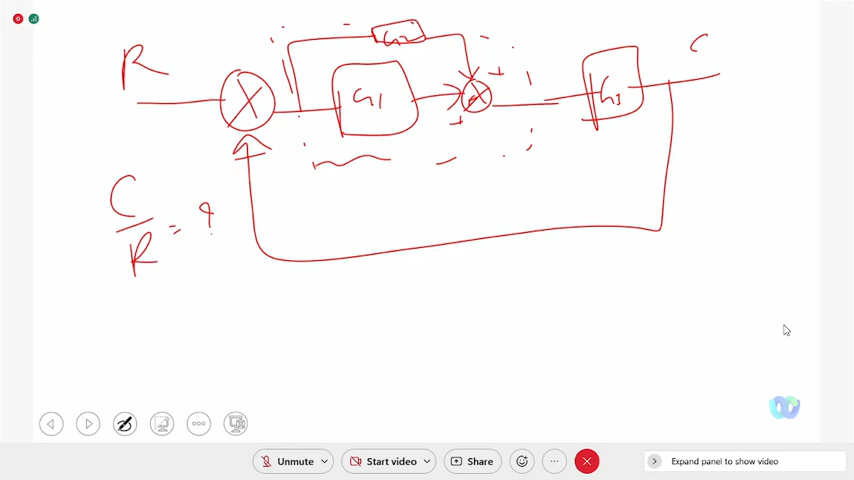 R
G2
C
G1
+
+
G3
C/R = ?
Unmute
Start video
Share
Expand panel to show video